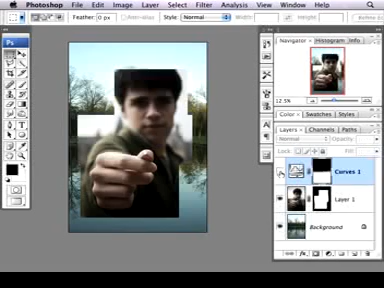 Photoshop File Edit Image Layer Select Filter Analysis View Window Help
Feather: 0 px Anti-alias Style: Normal Width: Height:
Ps
Navigator Histogram Info
12.5%
Color Swatches Styles
Layers Channels Paths
Normal Opacity:
Lock: Fill:
Curves 1
Layer 1
Background